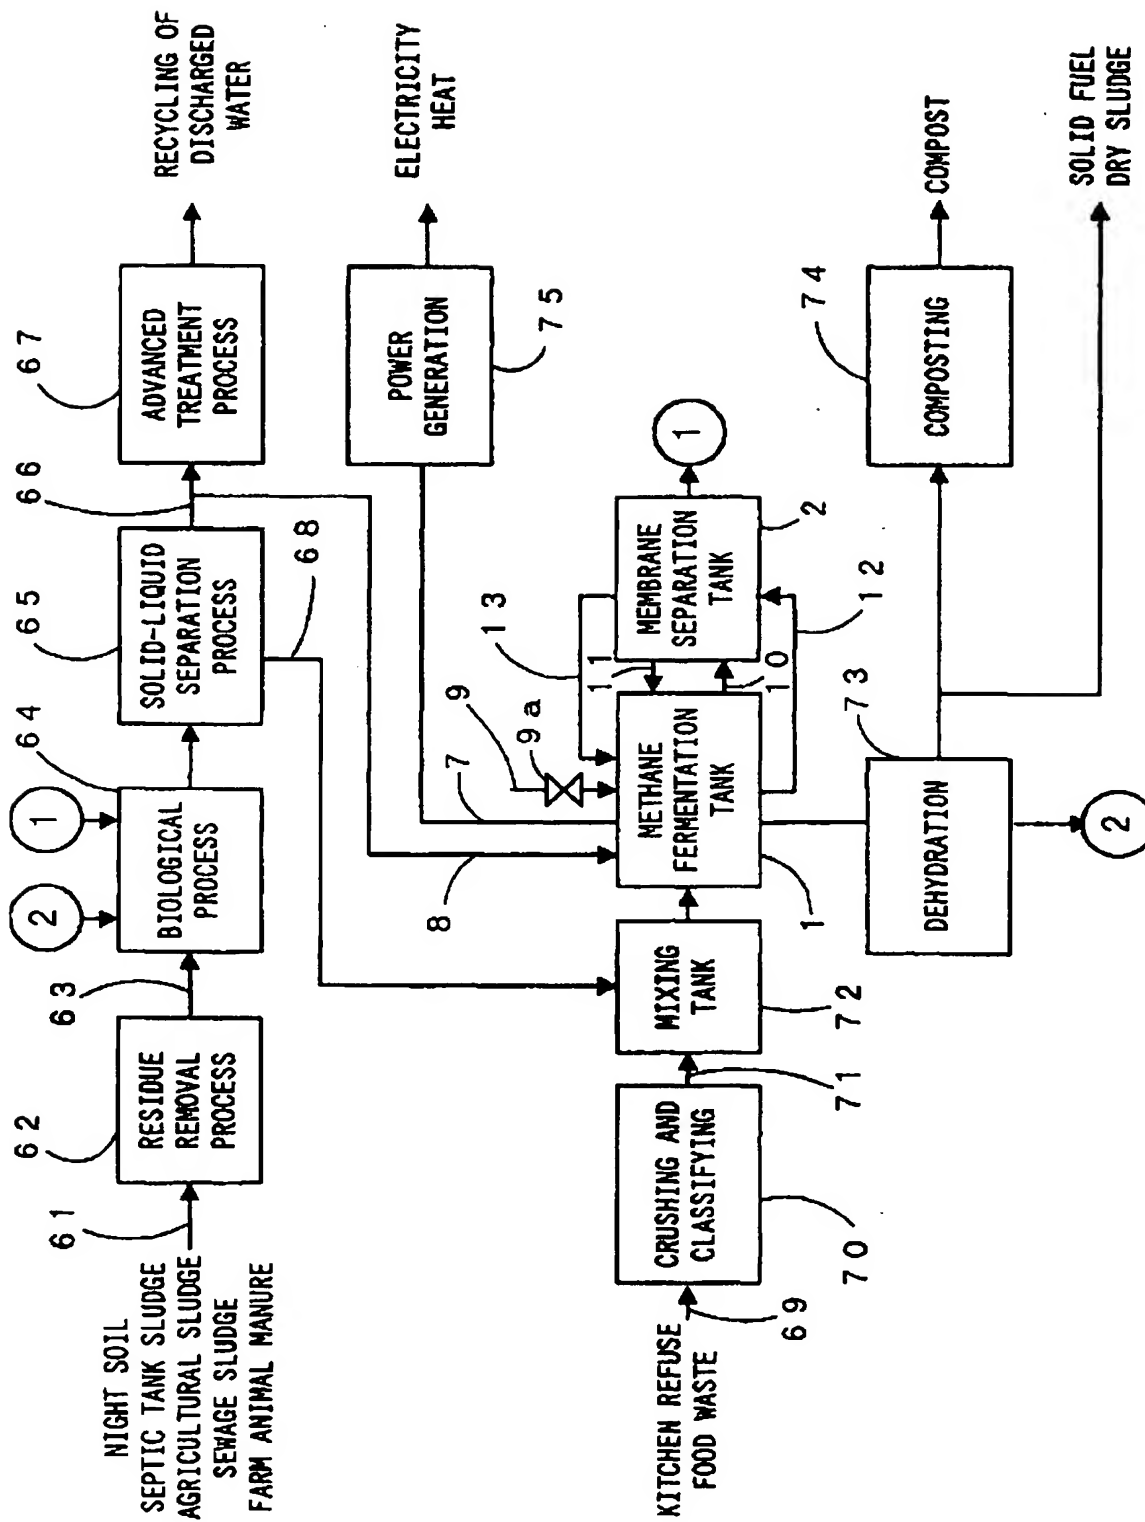 NIGHT SOIL
SEPTIC TANK SLUDGE
AGRICULTURAL SLUDGE
SEWAGE SLUDGE
FARM ANIMAL MANURE
61
62
RESIDUE
REMOVAL
PROCESS
63
2
1
64
BIOLOGICAL
PROCESS
65
SOLID-LIQUID
SEPARATION
PROCESS
66
68
67
ADVANCED
TREATMENT
PROCESS
RECYCLING OF
DISCHARGED
WATER
POWER
GENERATION
75
ELECTRICITY
HEAT
KITCHEN REFUSE
FOOD WASTE
69
CRUSHING AND
CLASSIFYING
70
71
MIXING
TANK
72
8
7
9
9a
13
METHANE
FERMENTATION
TANK
1
11
10
12
MEMBRANE
SEPARATION
TANK
2
1
DEHYDRATION
73
2
COMPOSTING
74
COMPOST
SOLID FUEL
DRY SLUDGE